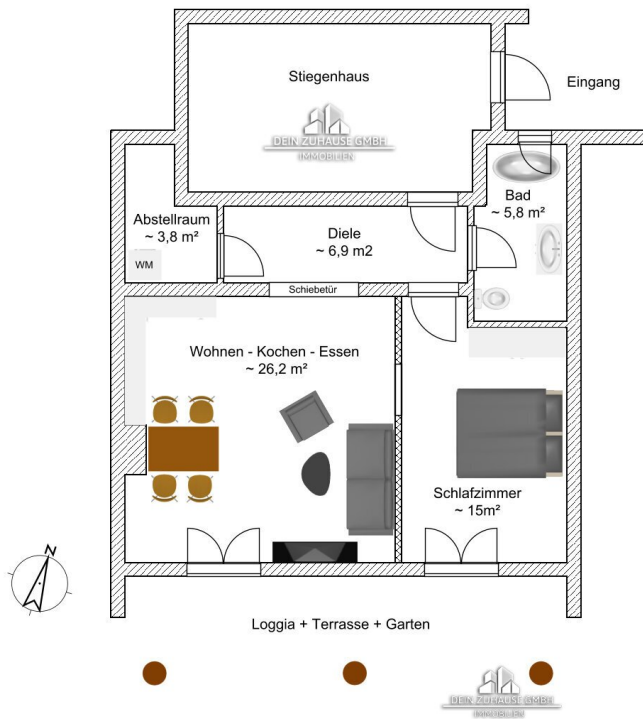 Stiegenhaus
Eingang
DEIN ZUHAUSE GMBH
IMMOBILIEN
Bad
~ 5,8 m²
Abstellraum
~ 3,8 m²
Diele
~ 6,9 m2
WM
Schiebetür
Wohnen - Kochen - Essen
~ 26,2 m²
Schlafzimmer
~ 15m²
N
Loggia + Terrasse + Garten
DEIN ZUHAUSE GMBH
IMMOBILIEN